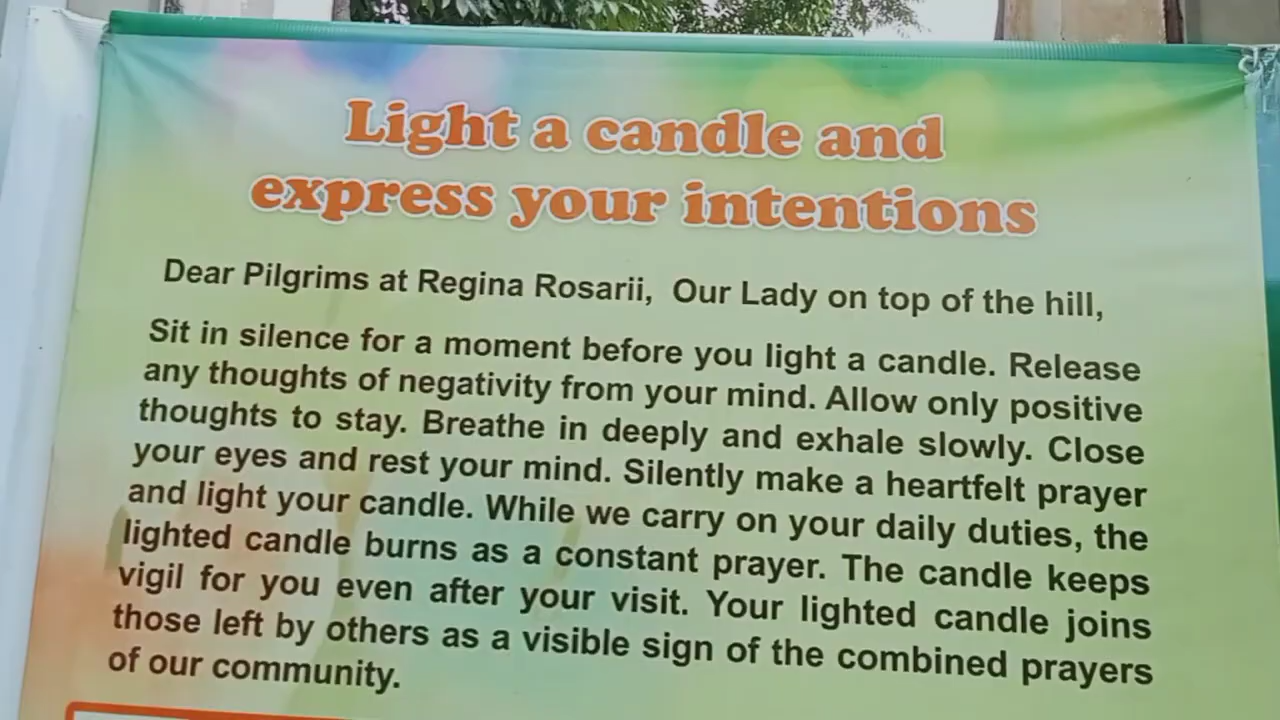 Light a candle and
express your intentions
Dear Pilgrims at Regina Rosarii, Our Lady on top of the hill,
Sit in silence for a moment before you light a candle. Release
any thoughts of negativity from your mind. Allow only positive
thoughts to stay. Breathe in deeply and exhale slowly. Close
your eyes and rest your mind. Silently make a heartfelt prayer
and light your candle. While we carry on your daily duties, the
lighted candle burns as a constant prayer. The candle keeps
vigil for you even after your visit. Your lighted candle joins
those left by others as a visible sign of the combined prayers
of our community.